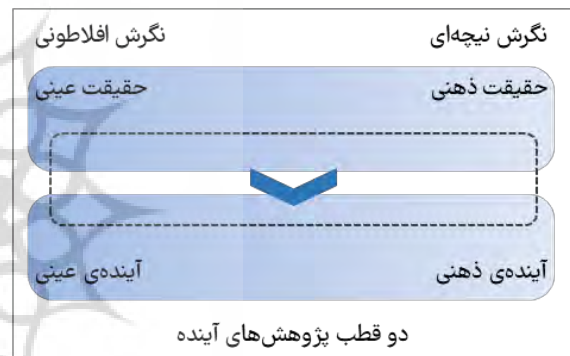 نگرش نیچه‌ای نگرش افلاطونی
حقیقت ذهنی حقیقت عینی
آینده‌ی ذهنی آینده‌ی عینی
دو قطب پژوهش‌های آینده